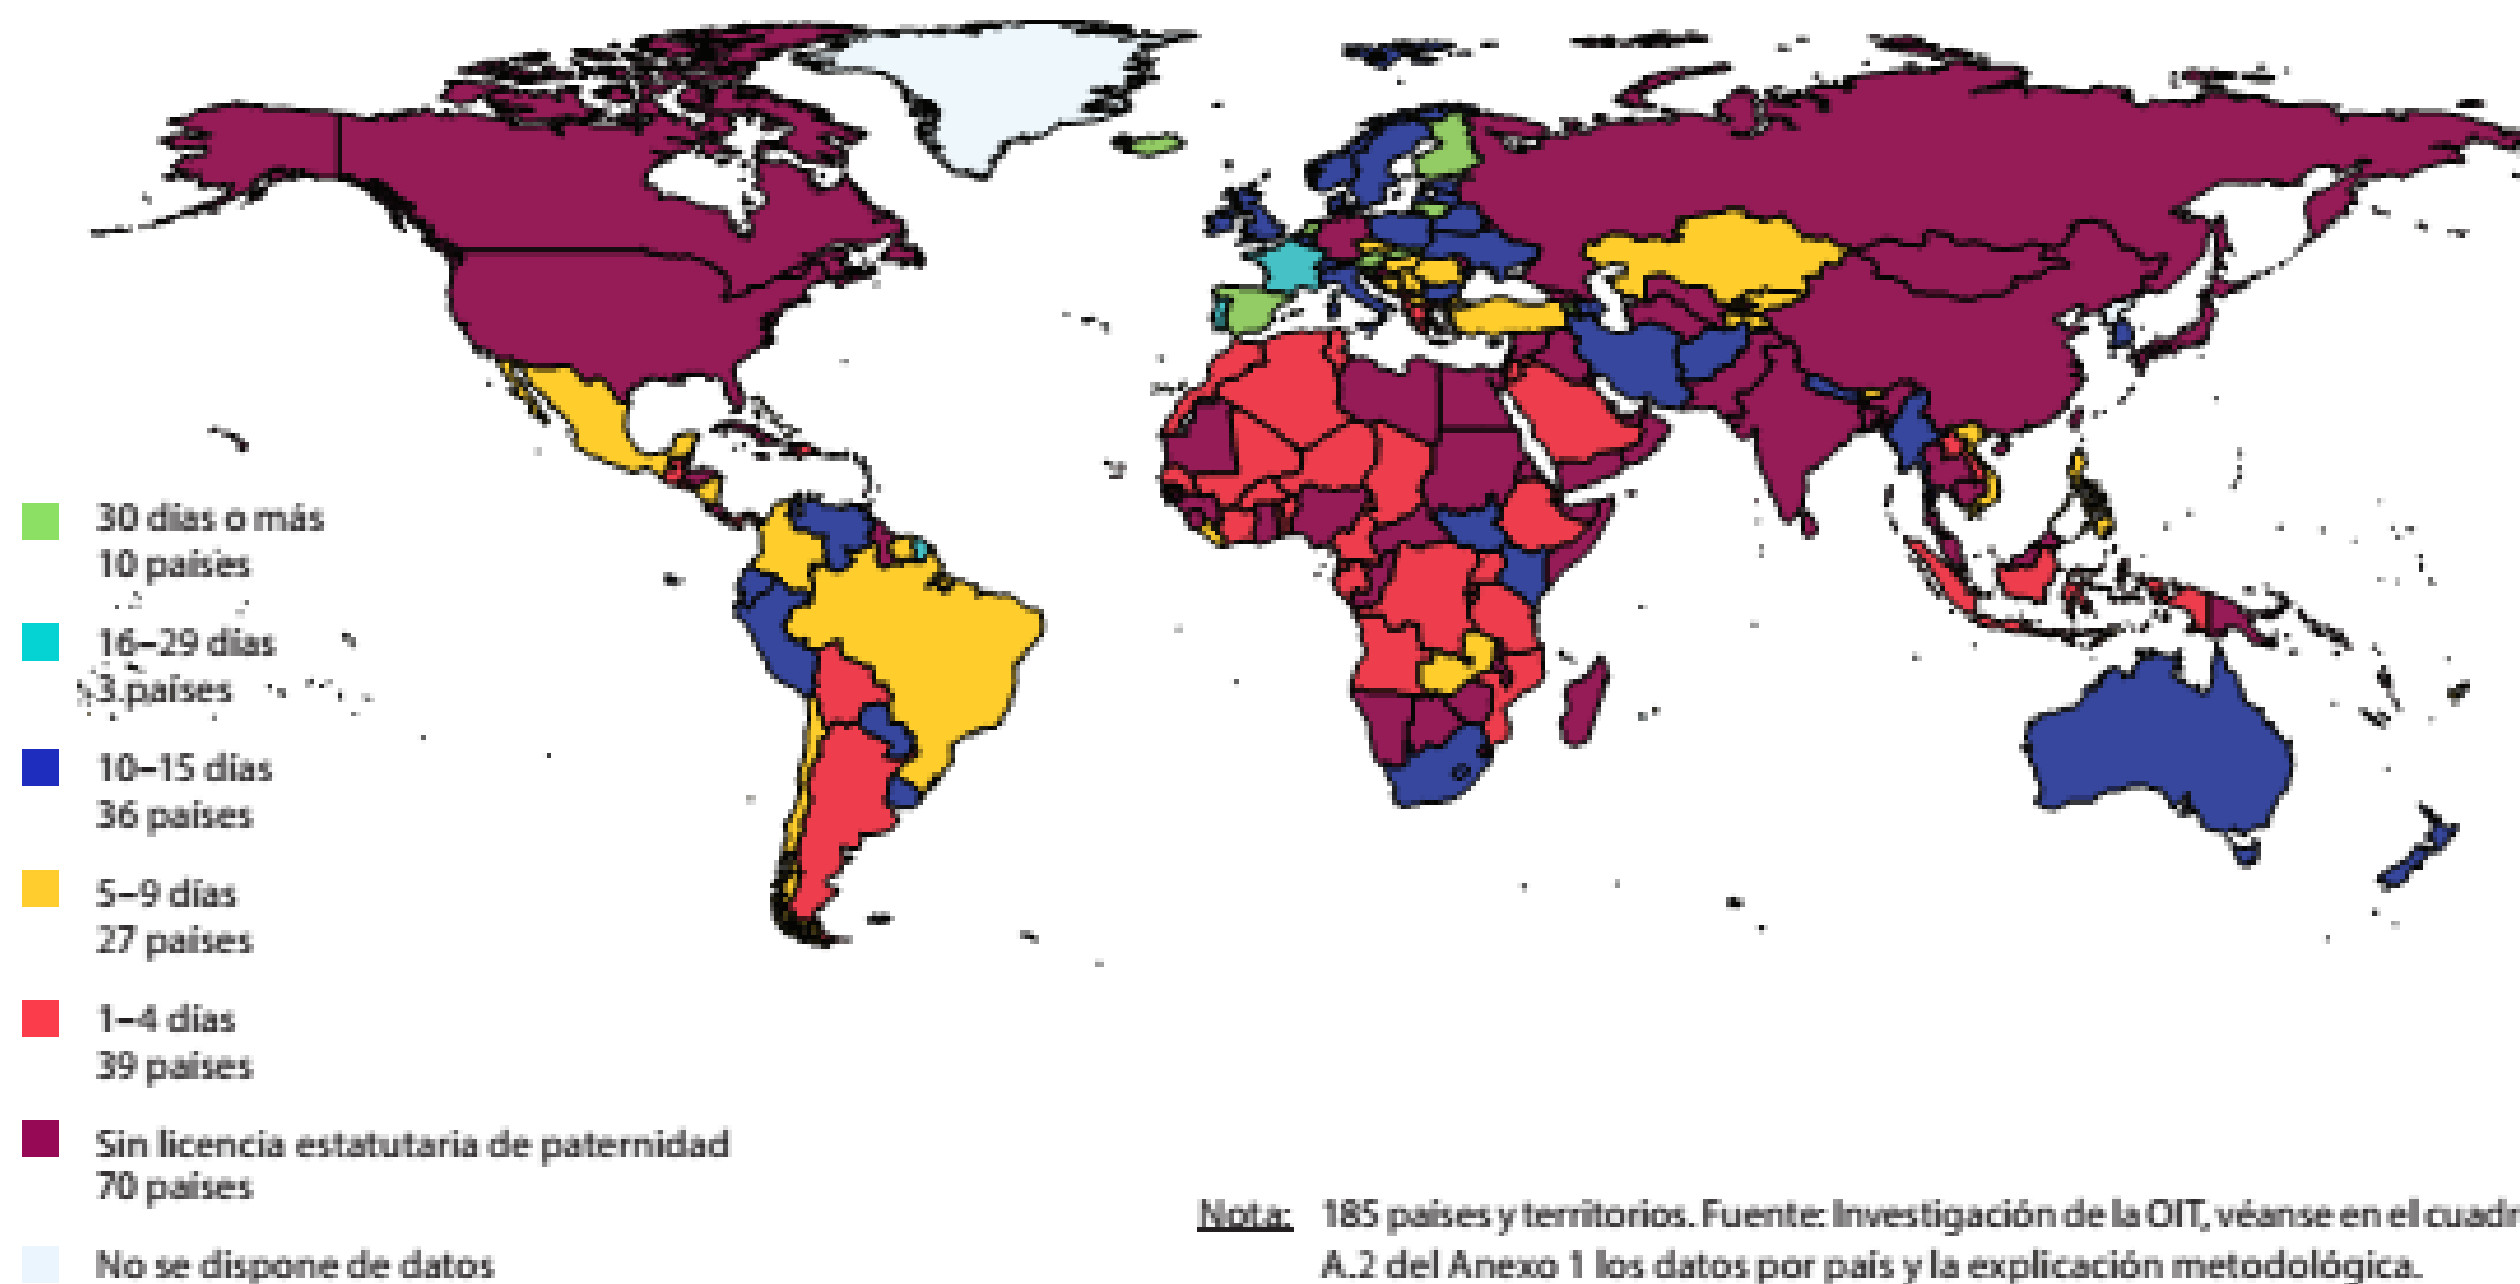 30 días o más
10 países
16–29 días
3 países
10–15 días
36 países
5–9 días
27 países
1–4 días
39 países
Sin licencia estatutaria de paternidad
70 países
No se dispone de datos
Nota: 185 países y territorios. Fuente: Investigación de la OIT, véanse en el cuadr
A.2 del Anexo 1 los datos por país y la explicación metodológica.